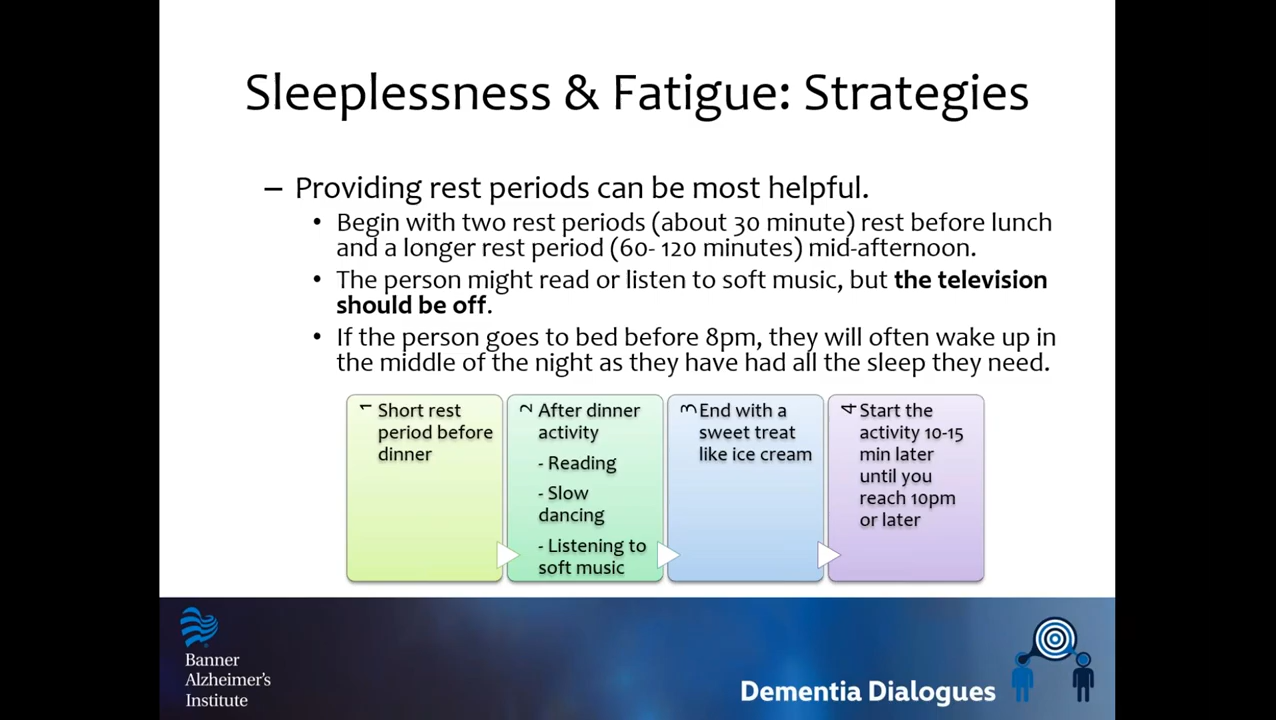 Sleeplessness & Fatigue: Strategies
– Providing rest periods can be most helpful.
• Begin with two rest periods (about 30 minute) rest before lunch
and a longer rest period (60- 120 minutes) mid-afternoon.
• The person might read or listen to soft music, but the television
should be off.
• If the person goes to bed before 8pm, they will often wake up in
the middle of the night as they have had all the sleep they need.
1
Short rest
period before
dinner
2
After dinner
activity
- Reading
- Slow
dancing
- Listening to
soft music
3
End with a
sweet treat
like ice cream
4
Start the
activity 10-15
min later
until you
reach 10pm
or later
Banner
Alzheimer's
Institute
Dementia Dialogues